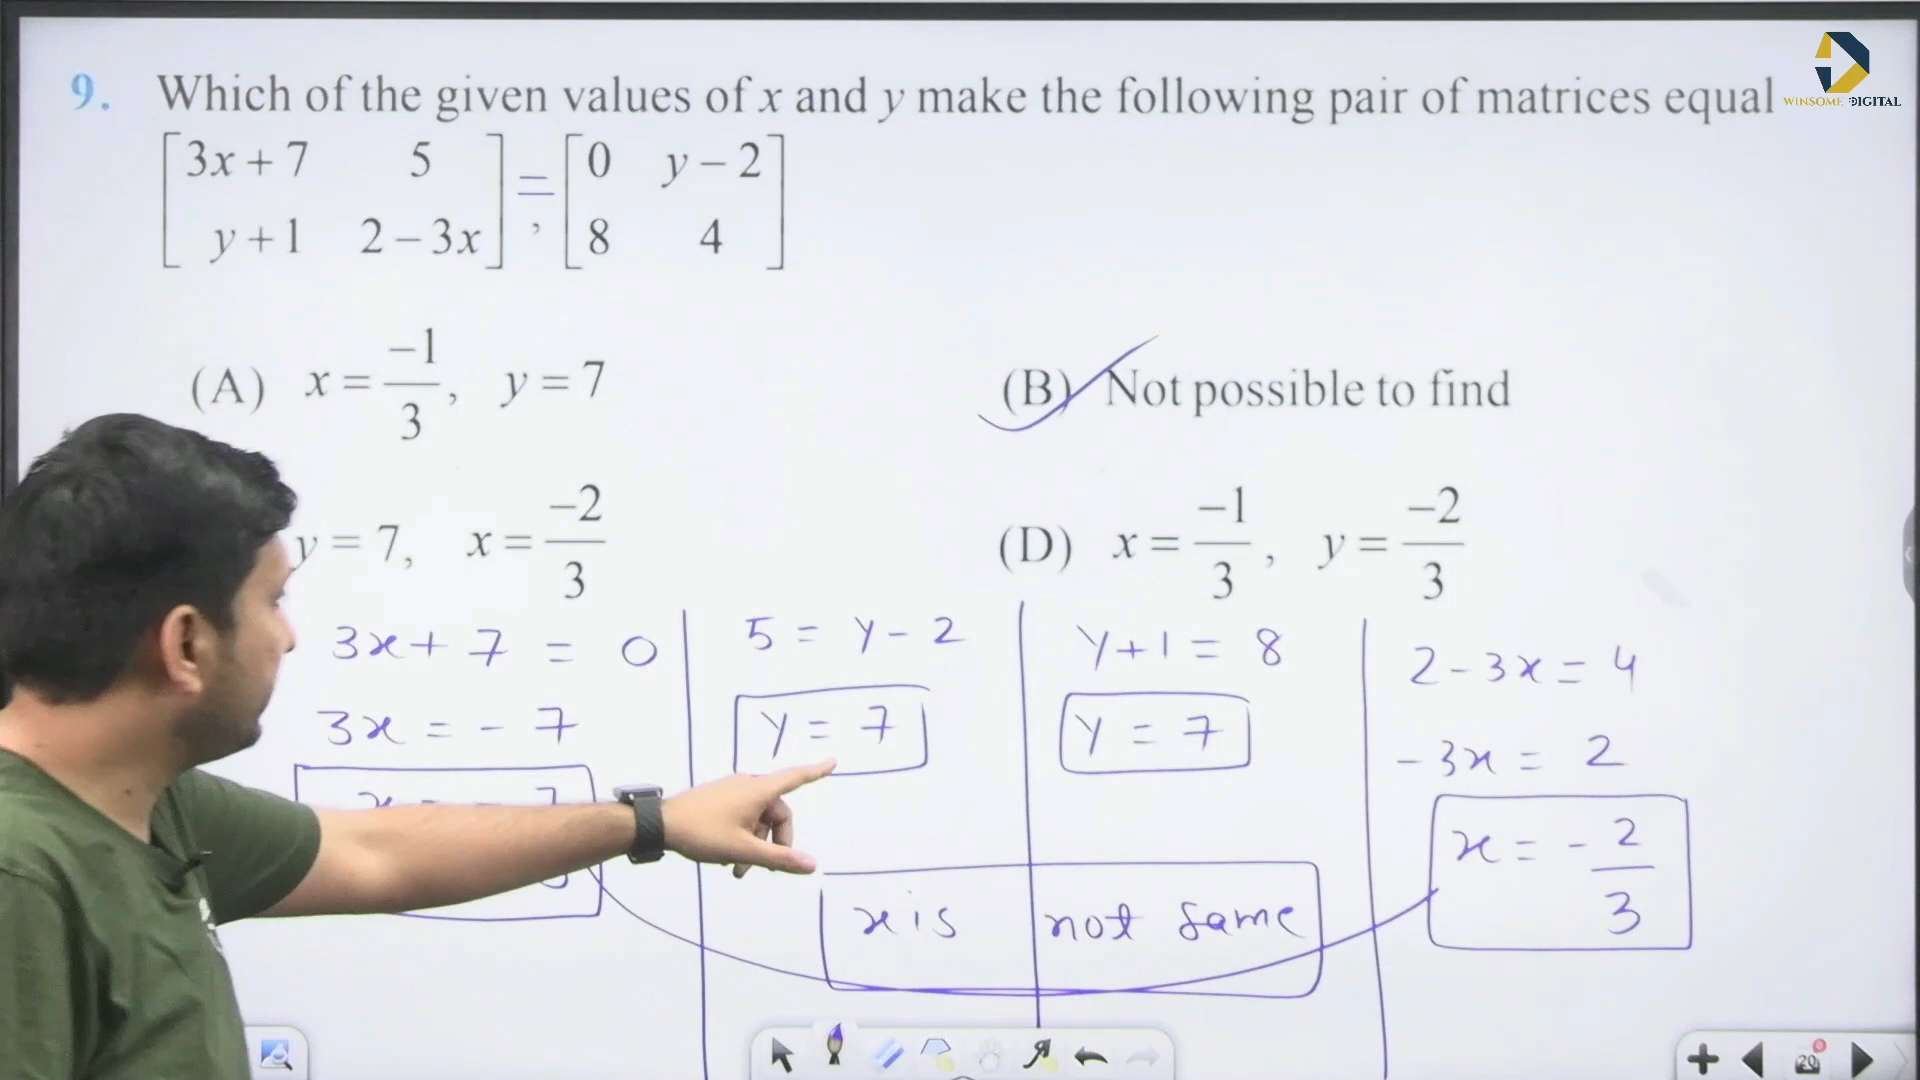 9. Which of the given values of x and y make the following pair of matrices equal
WINSOME DIGITAL
[3x + 7 5] = [0 y – 2]
[y + 1 2 – 3x] , [8 4]
(A) x = –1/3, y = 7
(B) Not possible to find
y = 7, x = –2/3
(D) x = –1/3, y = –2/3
3x + 7 = 0
3x = - 7
5 = y - 2
y = 7
y + 1 = 8
y = 7
2 - 3x = 4
- 3x = 2
x = - 2/3
x is not same
20